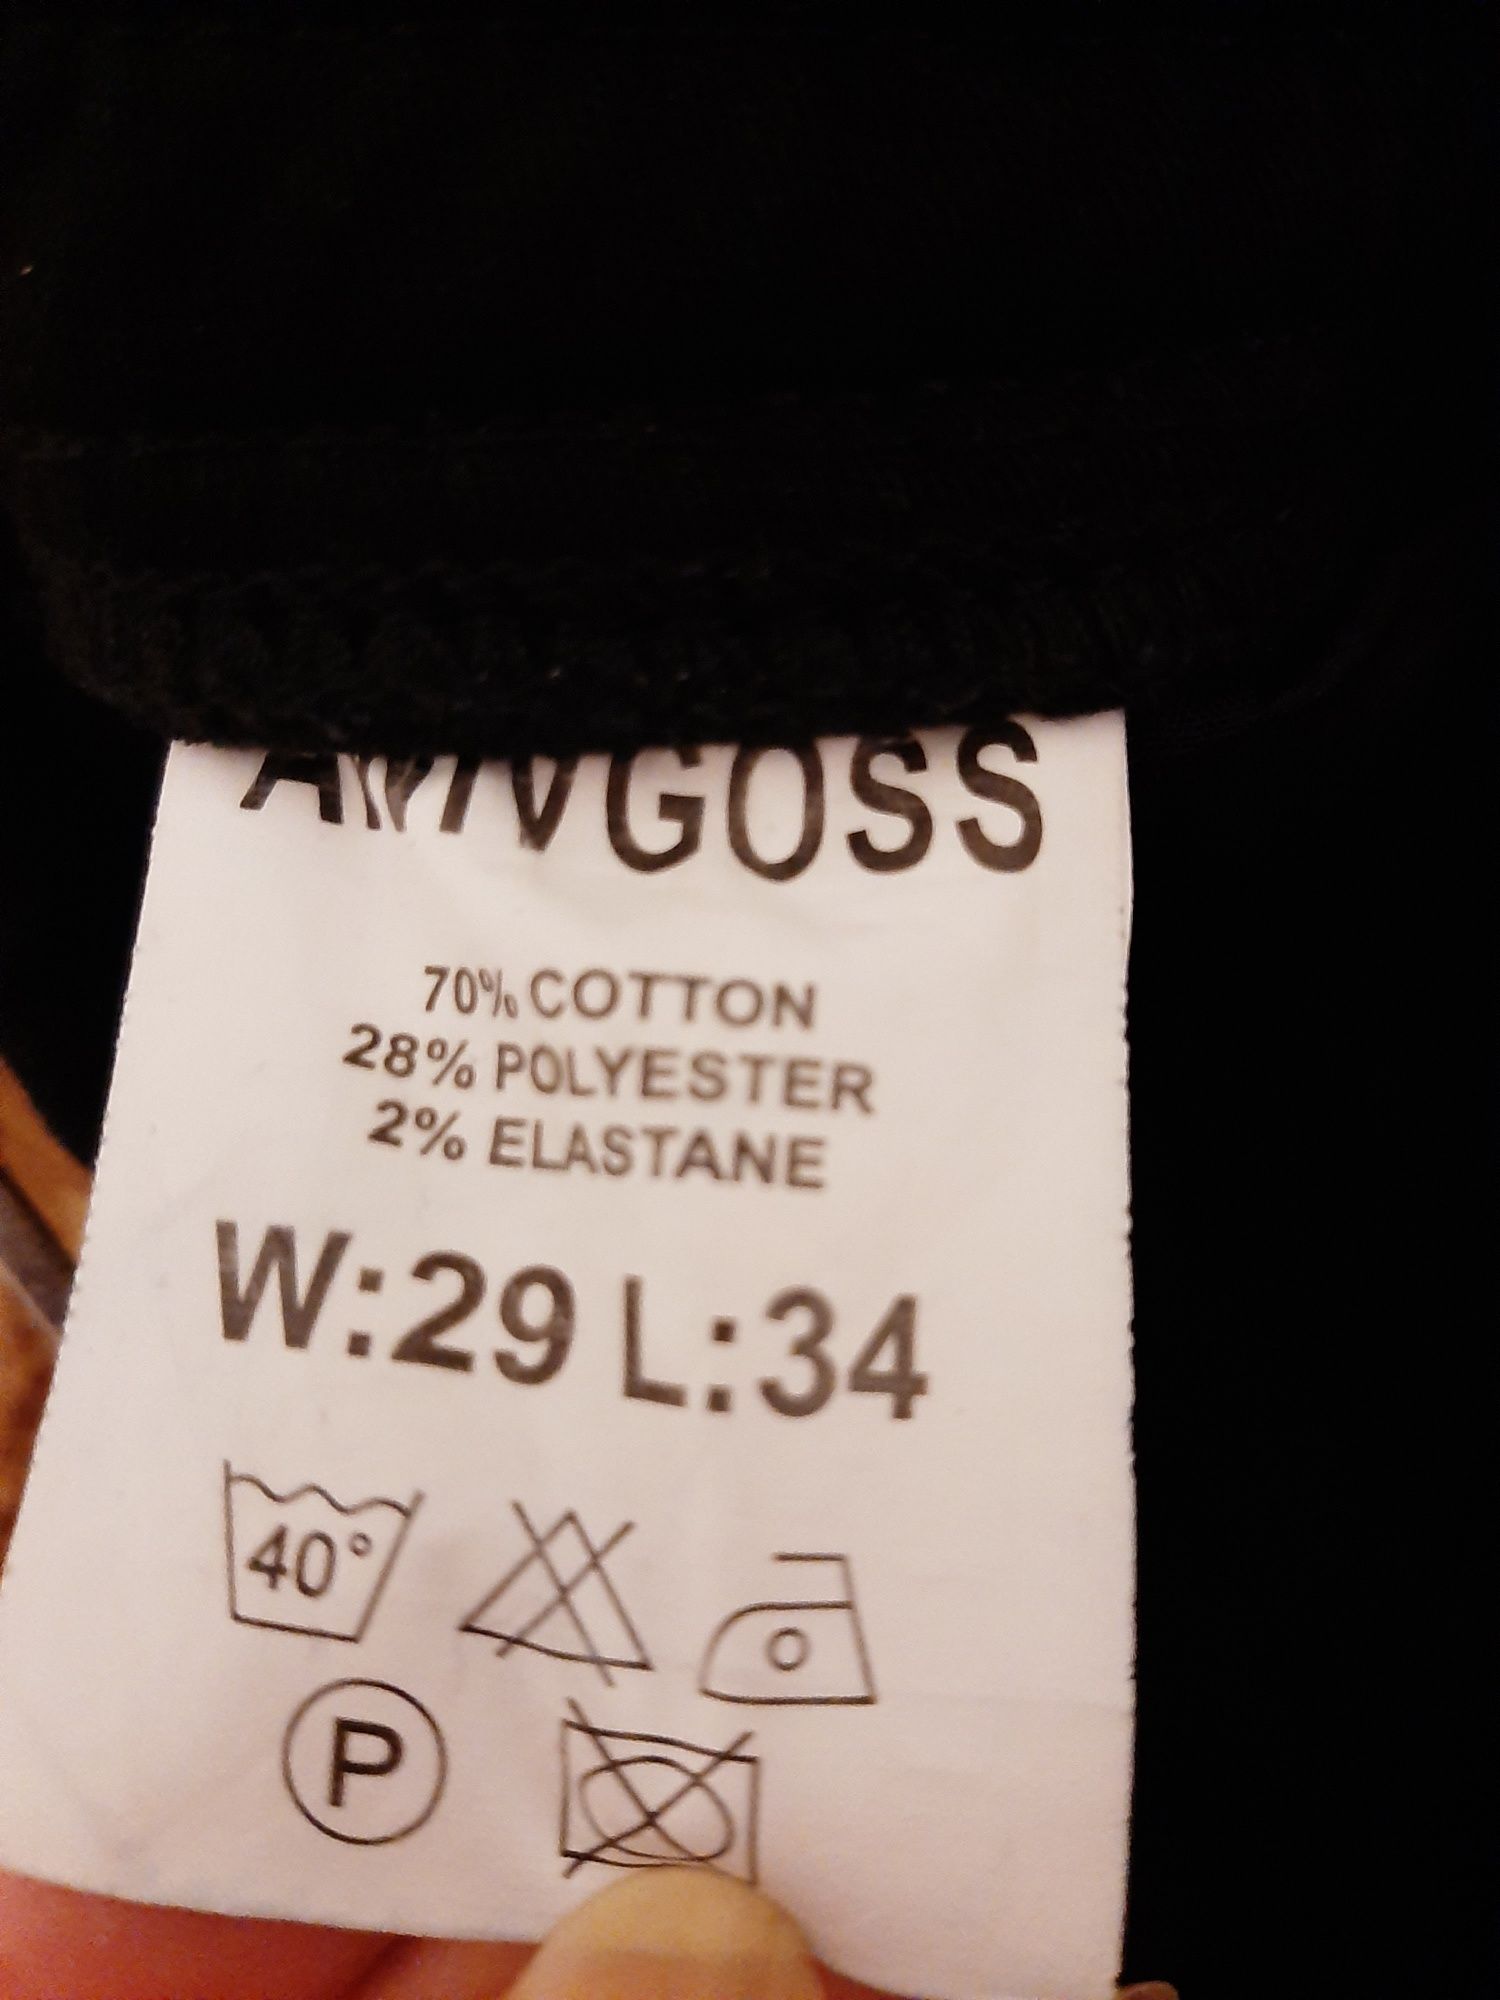 70% COTTON
28% POLYESTER
2% ELASTANE
W:29 L:34
40°
P